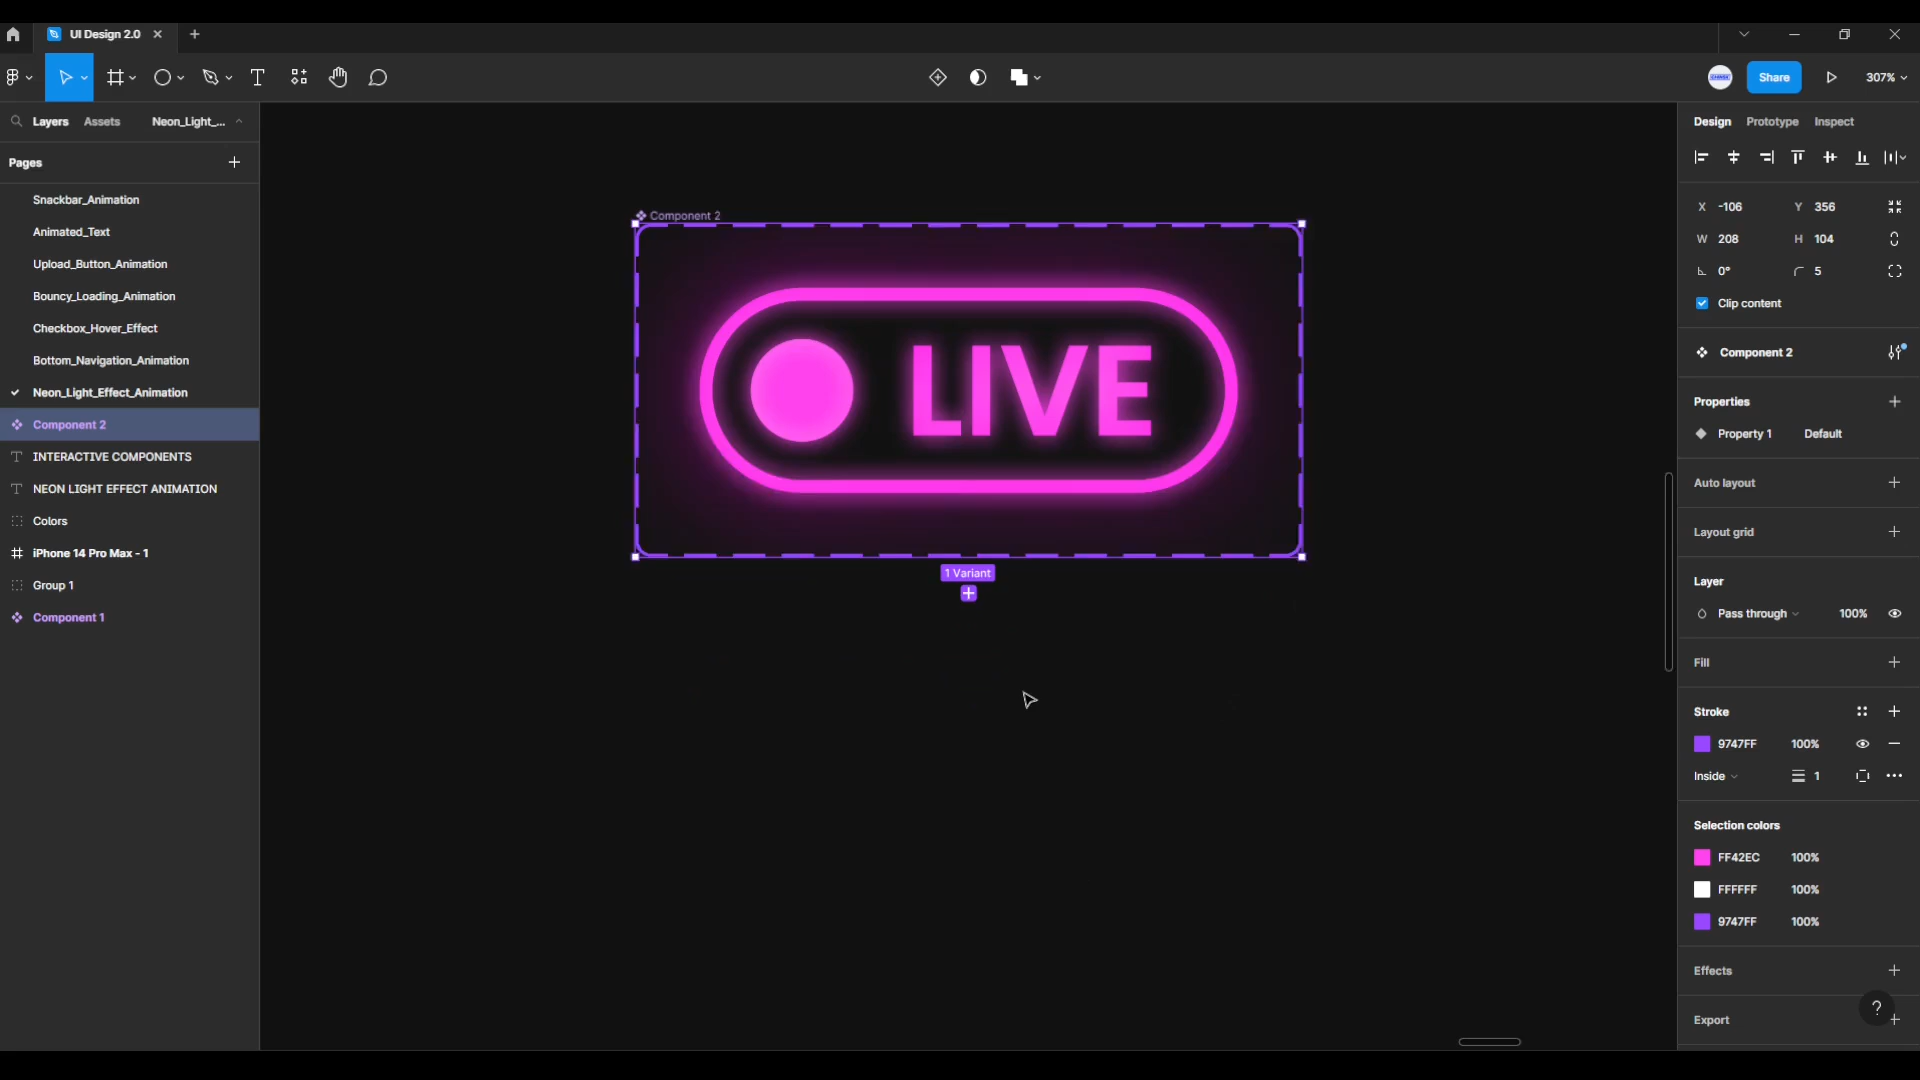 UI Design 2.0
Share
307%
Layers Assets Neon_Light_...
Pages
Snackbar_Animation
Animated_Text
Upload_Button_Animation
Bouncy_Loading_Animation
Checkbox_Hover_Effect
Bottom_Navigation_Animation
Neon_Light_Effect_Animation
Component 2
INTERACTIVE COMPONENTS
NEON LIGHT EFFECT ANIMATION
Colors
iPhone 14 Pro Max - 1
Group 1
Component 1
Component 2
LIVE
1 Variant
Design Prototype Inspect
X -106 Y 356
W 208 H 104
0° 5
Clip content
Component 2
Properties
Property 1 Default
Auto layout
Layout grid
Layer
Pass through 100%
Fill
Stroke
9747FF 100%
Inside 1
Selection colors
FF42EC 100%
FFFFFF 100%
9747FF 100%
Effects
?
Export